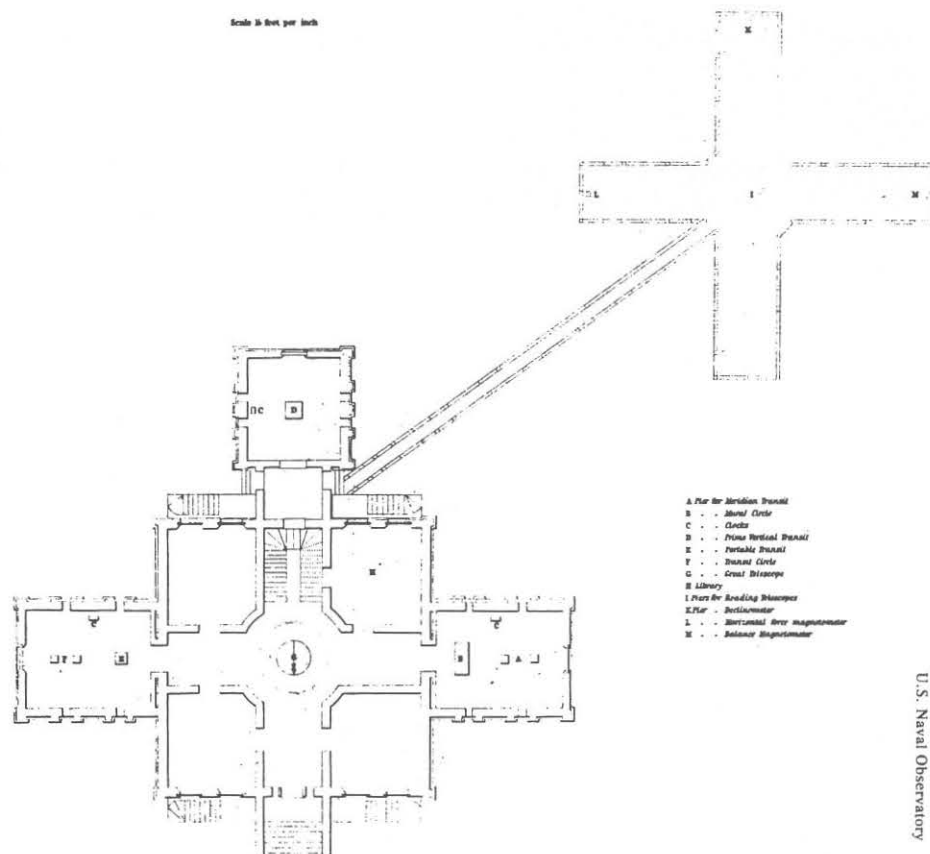 Scale 16 feet per inch
K
L
I
M
C
D
H
C
C
F
E
G
B
A
A Pier for Meridian Transit
B . . Mural Circle
C . . Clocks
D . . Prime Vertical Transit
E . . Portable Transit
F . . Transit Circle
G . . Great Telescope
H Library
I Piers for Reading Telescopes
K Pier . Declinometer
L . . Horizontal force magnetometer
M . . Balance Magnetometer
U.S. Naval Observatory